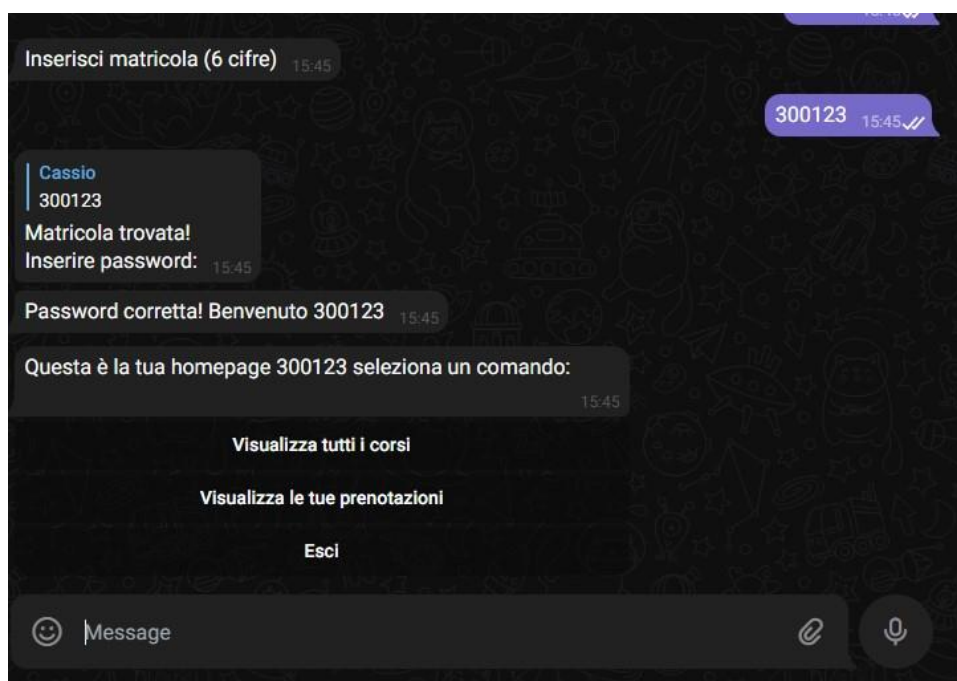 Inserisci matricola (6 cifre) 15:45
300123 15:45
Cassio
300123
Matricola trovata!
Inserire password: 15:45
Password corretta! Benvenuto 300123 15:45
Questa è la tua homepage 300123 seleziona un comando:
15:45
Visualizza tutti i corsi
Visualizza le tue prenotazioni
Esci
Message